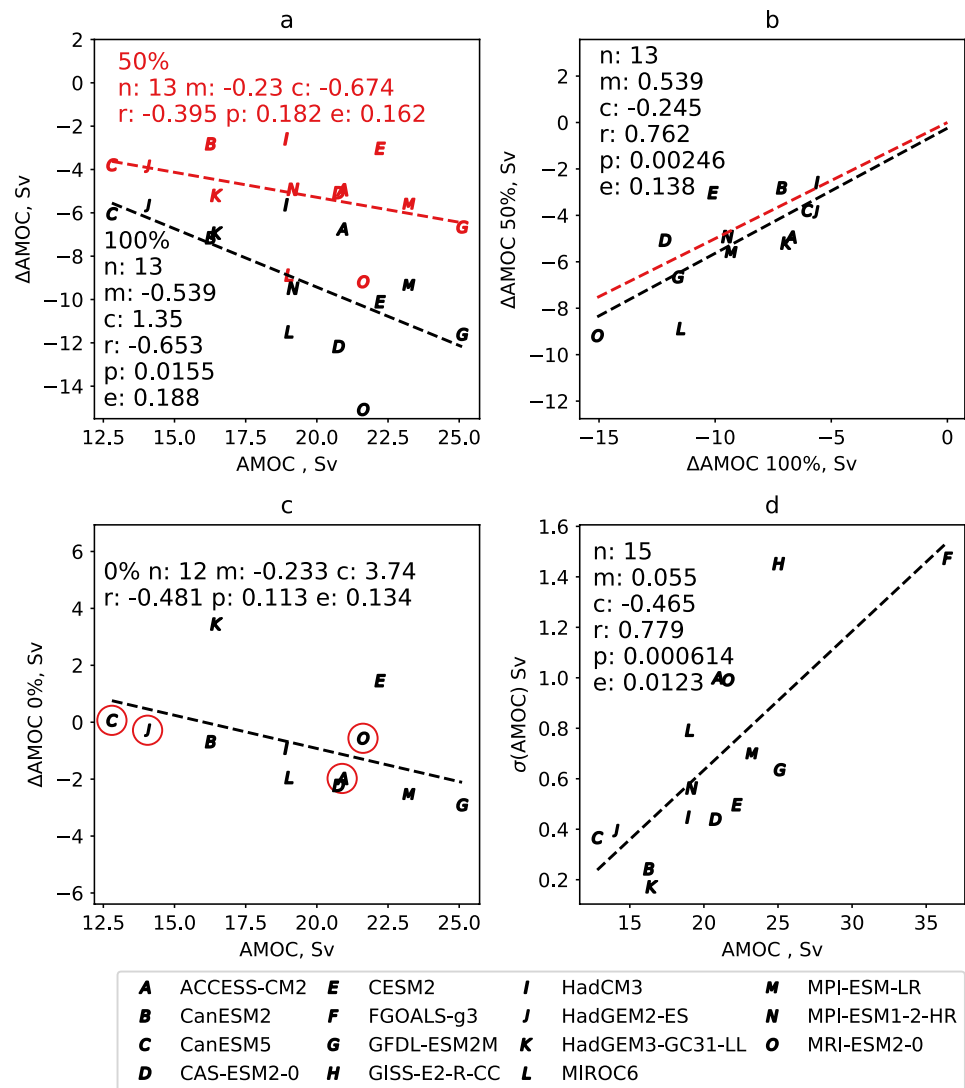 a
50%
n: 13 m: -0.23 c: -0.674
r: -0.395 p: 0.182 e: 0.162
100%
n: 13
m: -0.539
c: 1.35
r: -0.653
p: 0.0155
e: 0.188
2
0
−2
−4
−6
−8
−10
−12
−14
ΔAMOC, Sv
C J B K I L N D A O E M G
C J B K I L N D A O E M G
12.5 15.0 17.5 20.0 22.5 25.0
AMOC , Sv
b
n: 13
m: 0.539
c: -0.245
r: 0.762
p: 0.00246
e: 0.138
2
0
−2
−4
−6
−8
−10
−12
ΔAMOC 50%, Sv
O D G L E N M B K A C J I
−15 −10 −5 0
ΔAMOC 100%, Sv
c
0% n: 12 m: -0.233 c: 3.74
r: -0.481 p: 0.113 e: 0.134
6
4
2
0
−2
−4
−6
ΔAMOC 0%, Sv
C J B K I L D A O E M G
12.5 15.0 17.5 20.0 22.5 25.0
AMOC, Sv
d
n: 15
m: 0.055
c: -0.465
r: 0.779
p: 0.000614
e: 0.0123
1.6
1.4
1.2
1.0
0.8
0.6
0.4
0.2
σ(AMOC) Sv
C J B K I L N D A O E M G H F
15 20 25 30 35
AMOC , Sv
A ACCESS-CM2 E CESM2 I HadCM3 M MPI-ESM-LR
B CanESM2 F FGOALS-g3 J HadGEM2-ES N MPI-ESM1-2-HR
C CanESM5 G GFDL-ESM2M K HadGEM3-GC31-LL O MRI-ESM2-0
D CAS-ESM2-0 H GISS-E2-R-CC L MIROC6